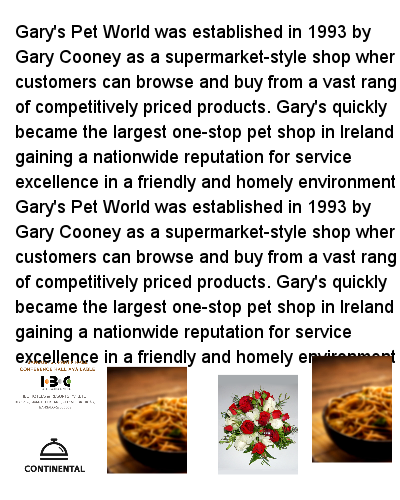 Gary's Pet World was established in 1993 by
Gary Cooney as a supermarket-style shop wher
customers can browse and buy from a vast rang
of competitively priced products. Gary's quickly
became the largest one-stop pet shop in Ireland
gaining a nationwide reputation for service
excellence in a friendly and homely environment
Gary's Pet World was established in 1993 by
Gary Cooney as a supermarket-style shop wher
customers can browse and buy from a vast rang
of competitively priced products. Gary's quickly
became the largest one-stop pet shop in Ireland
gaining a nationwide reputation for service
excellence in a friendly and homely environment
CONFERENCE HALL AVAILABLE
CONTINENTAL